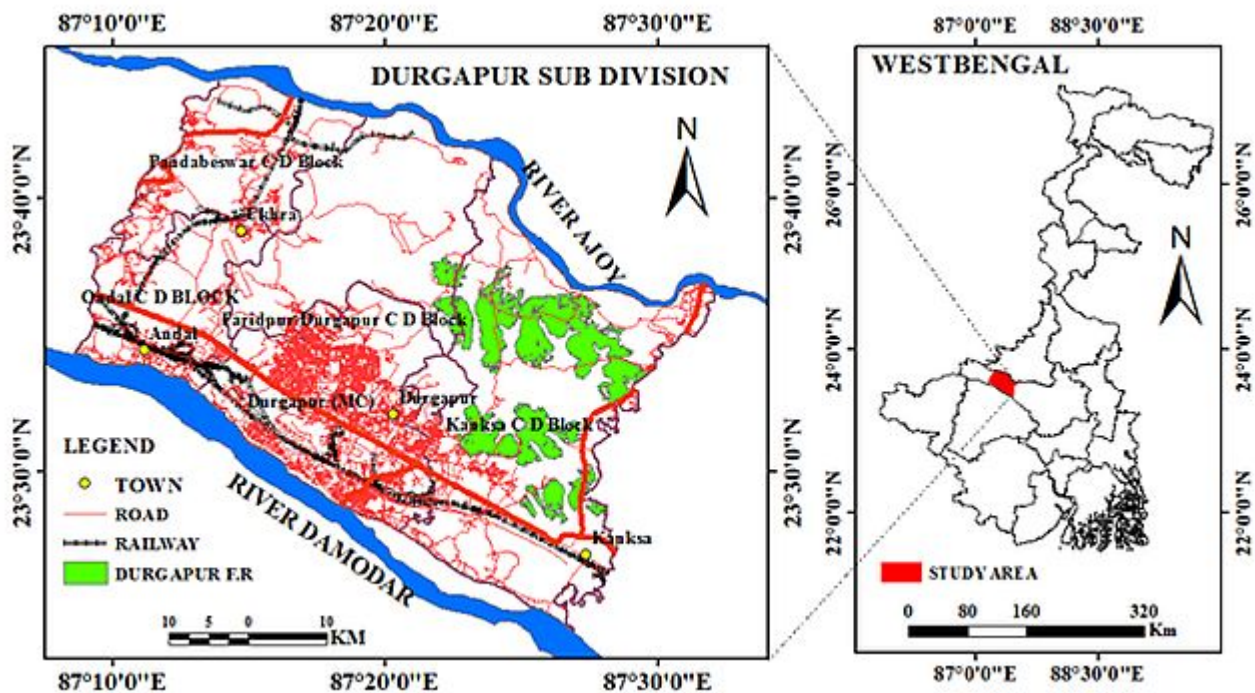 87°10'0"E 87°20'0"E 87°30'0"E
DURGAPUR SUB DIVISION
N
Pandabeswar C D Block
Ukhra
RIVER AJOY
23°40'0"N
23°40'0"N
Ondal C D BLOCK
Andal
Faridpur Durgapur C D Block
Durgapur (MC)
Durgapur
Kanksa C D Block
23°30'0"N
23°30'0"N
Kanksa
RIVER DAMODAR
LEGEND
TOWN
ROAD
RAILWAY
DURGAPUR F.R
10 5 0 10
KM
87°10'0"E 87°20'0"E 87°30'0"E
87°0'0"E 88°30'0"E
WESTBENGAL
N
26°0'0"N
26°0'0"N
24°0'0"N
24°0'0"N
22°0'0"N
22°0'0"N
STUDY AREA
0 80 160 320
Km
87°0'0"E 88°30'0"E